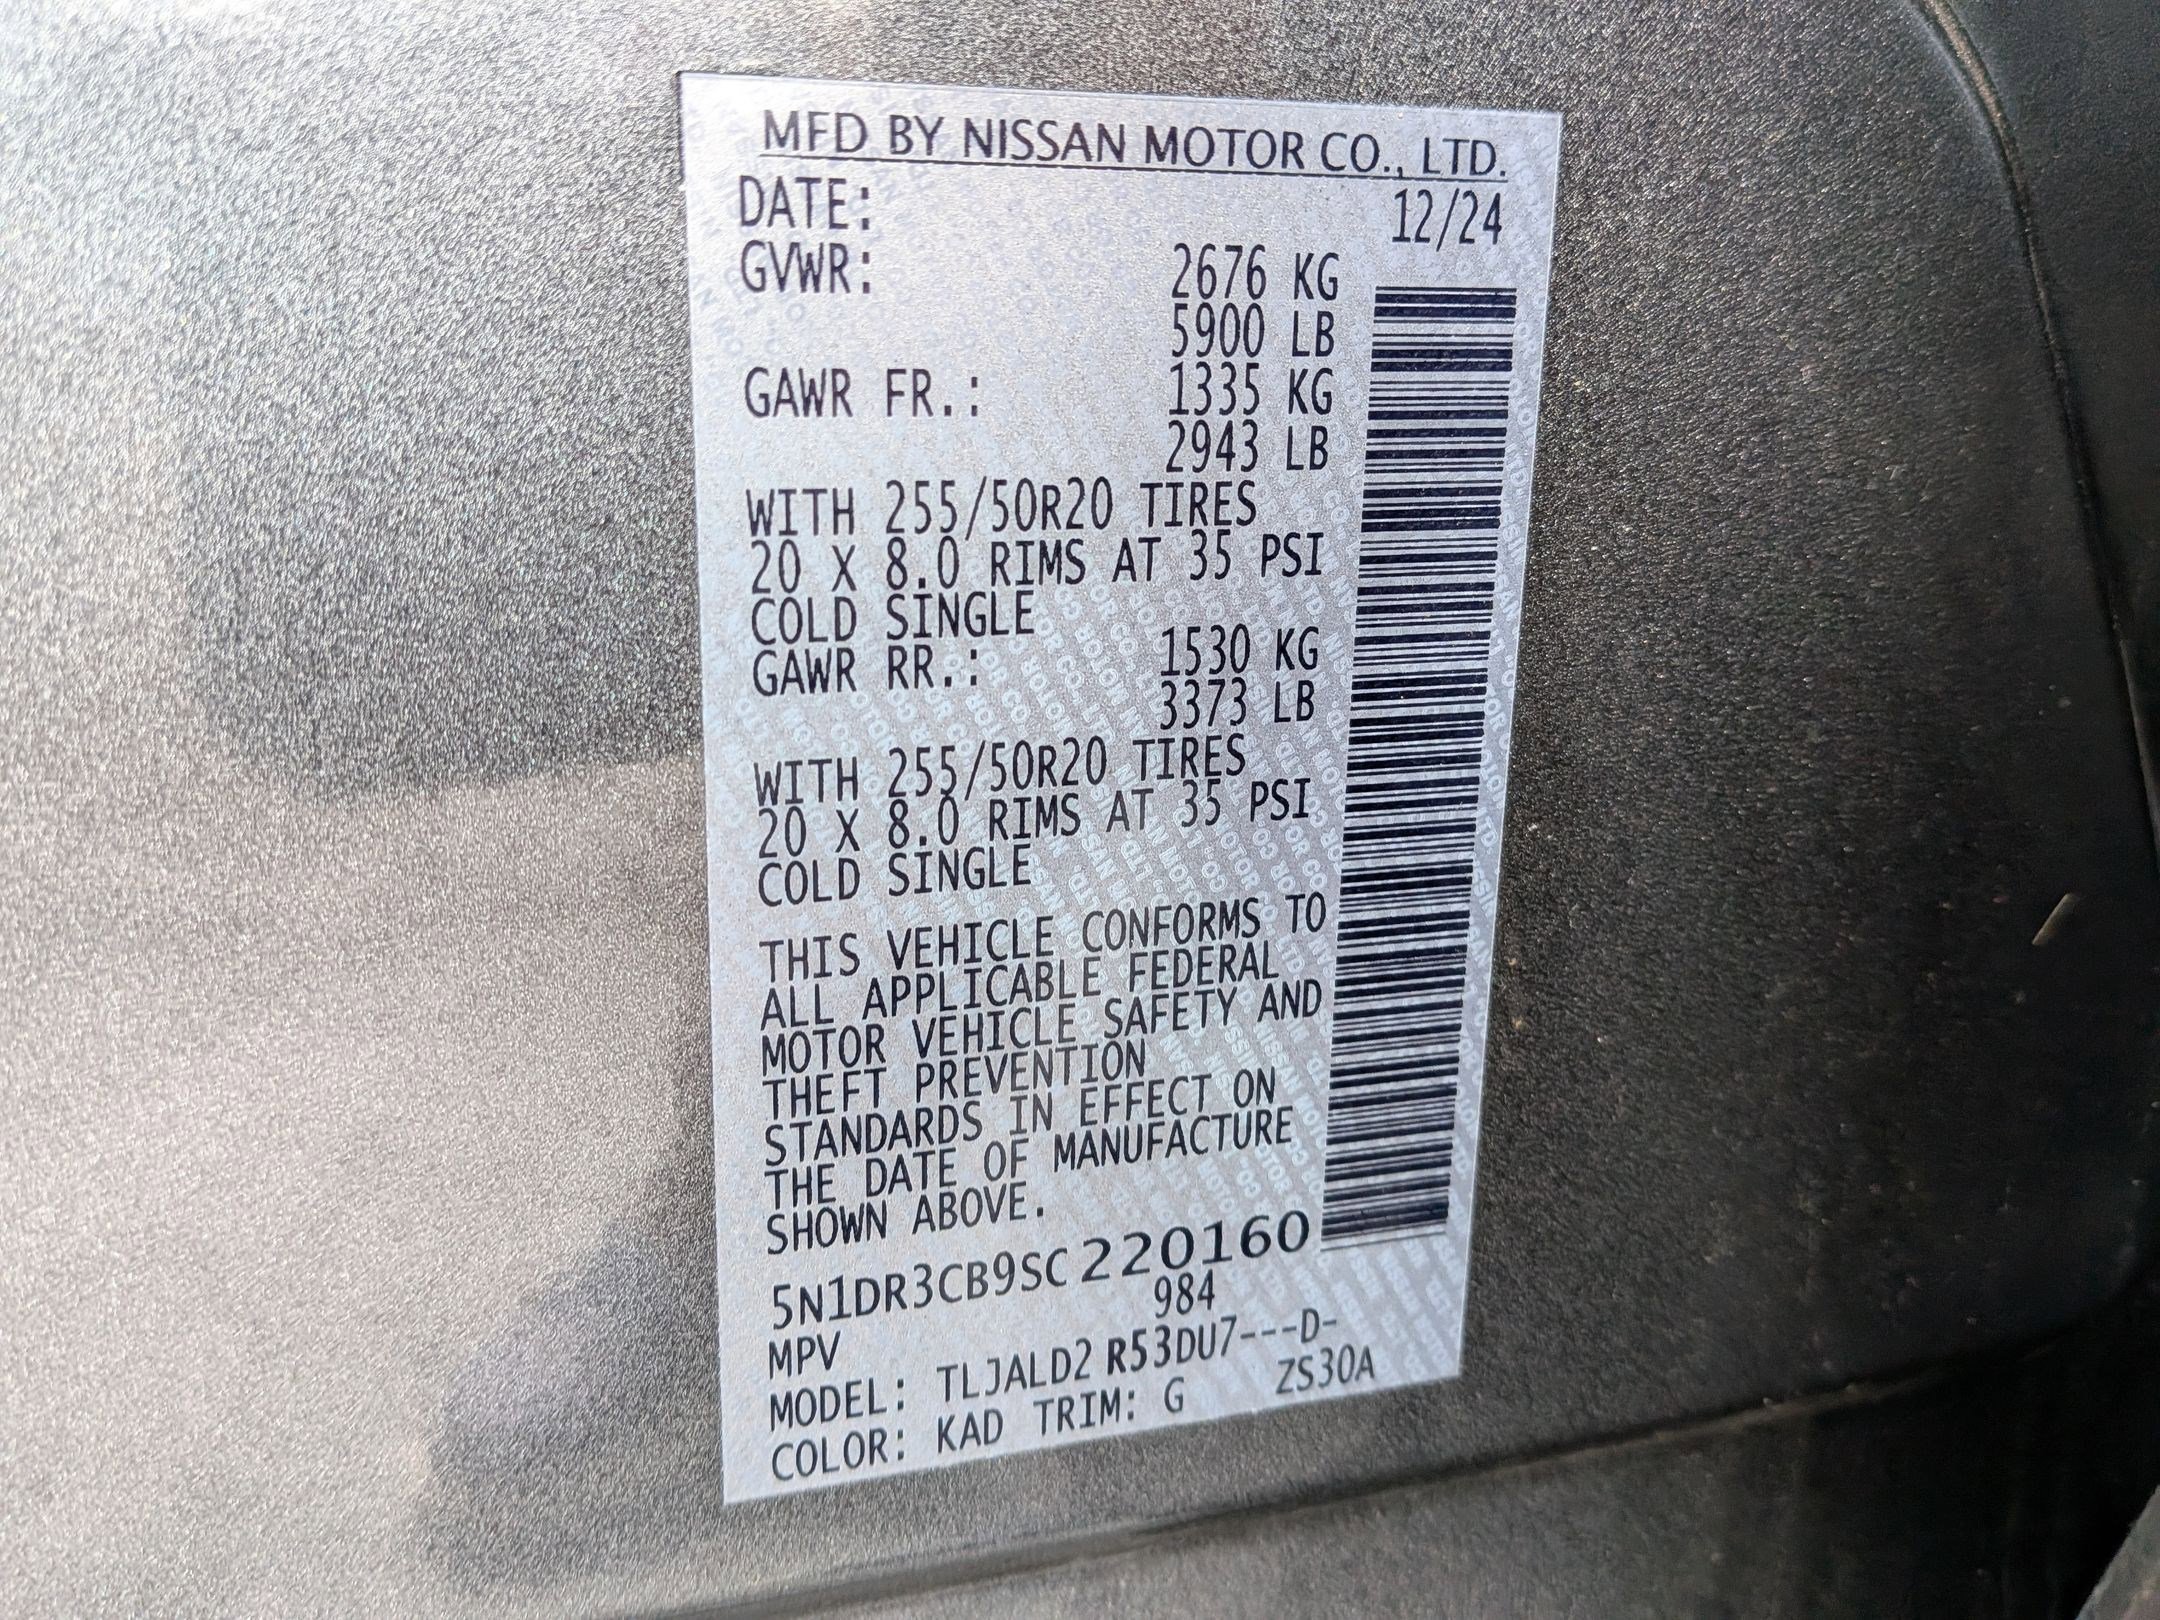 MFD BY NISSAN MOTOR CO., LTD.
DATE: 12/24
GVWR: 2676 KG
5900 LB
GAWR FR.: 1335 KG
2943 LB
WITH 255/50R20 TIRES
20 X 8.0 RIMS AT 35 PSI
COLD SINGLE
GAWR RR.: 1530 KG
3373 LB
WITH 255/50R20 TIRES
20 X 8.0 RIMS AT 35 PSI
COLD SINGLE
THIS VEHICLE CONFORMS TO
ALL APPLICABLE FEDERAL
MOTOR VEHICLE SAFETY AND
THEFT PREVENTION
STANDARDS IN EFFECT ON
THE DATE OF MANUFACTURE
SHOWN ABOVE.
5N1DR3CB9SC220160
MPV 984
MODEL: TLJALD2 R53DU7---D-
COLOR: KAD TRIM: G ZS30A